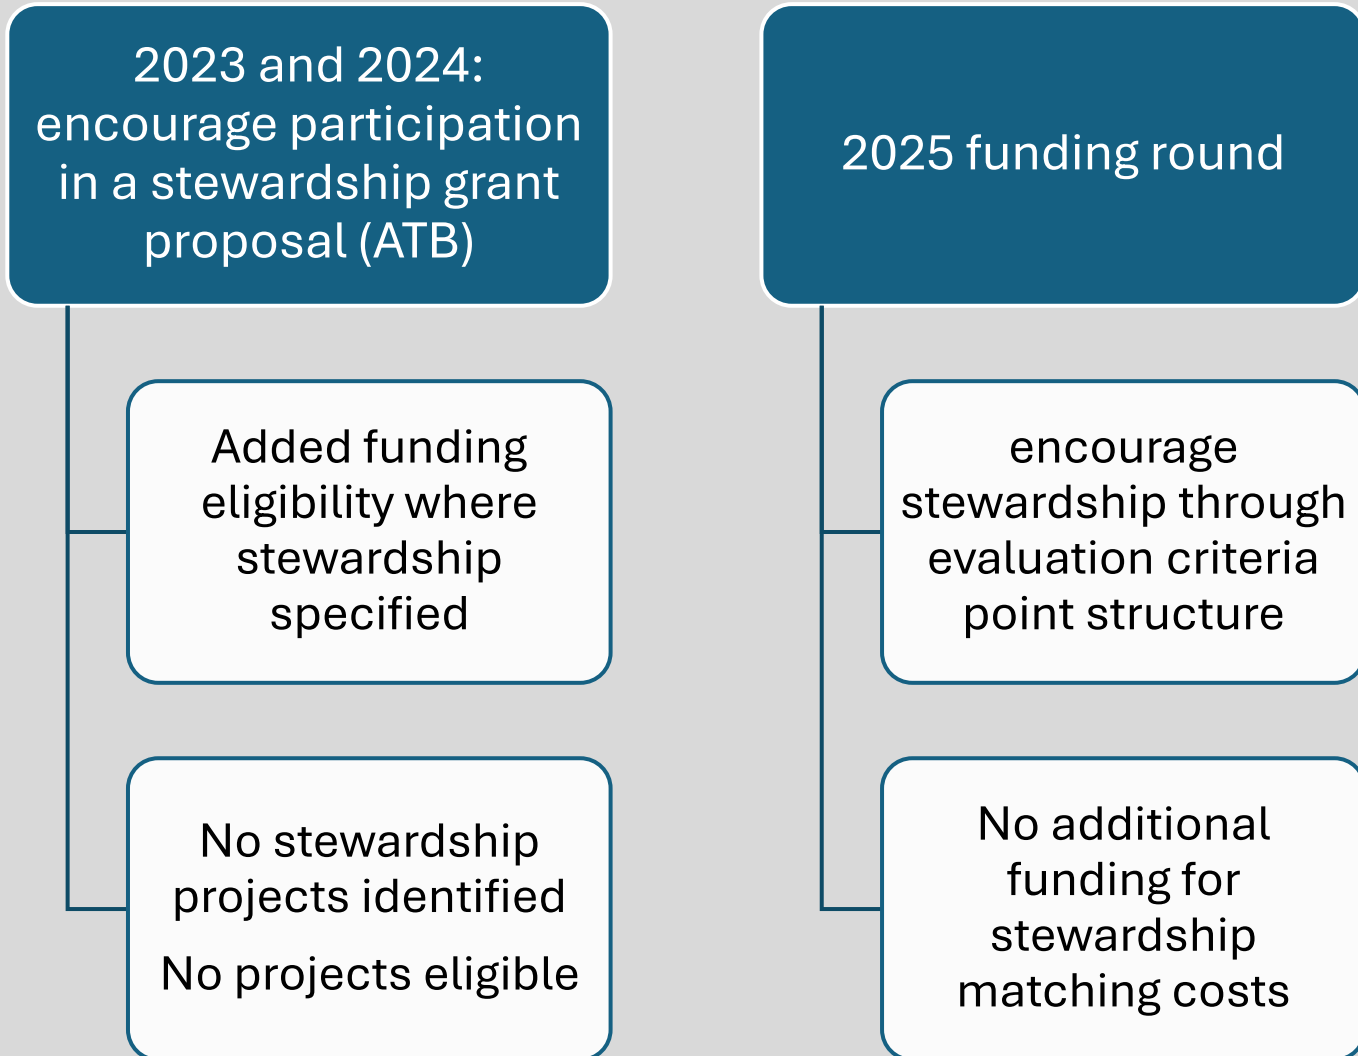 2023 and 2024:
encourage participation
in a stewardship grant
proposal (ATB)
Added funding
eligibility where
stewardship
specified
No stewardship
projects identified
No projects eligible
2025 funding round
encourage
stewardship through
evaluation criteria
point structure
No additional
funding for
stewardship
matching costs